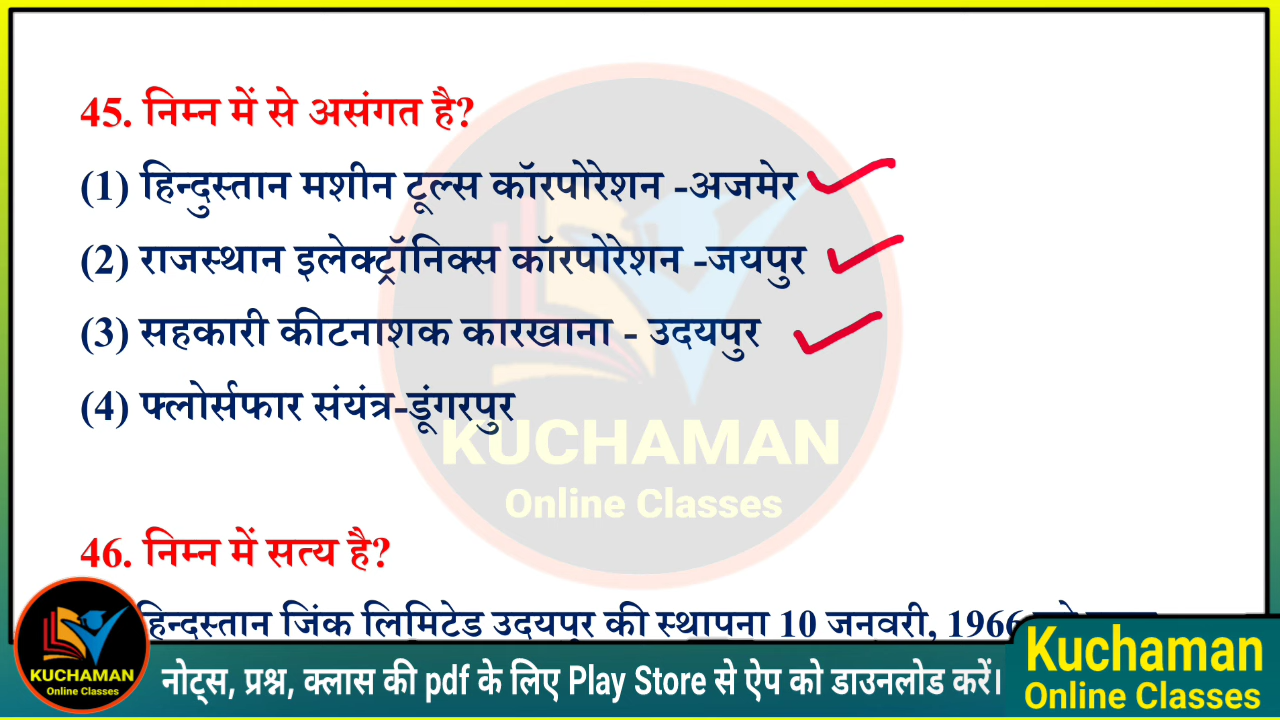 45. निम्न में से असंगत है?
(1) हिन्दुस्तान मशीन टूल्स कॉरपोरेशन -अजमेर
(2) राजस्थान इलेक्ट्रॉनिक्स कॉरपोरेशन -जयपुर
(3) सहकारी कीटनाशक कारखाना - उदयपुर
(4) फ्लोर्सफार संयंत्र-डूंगरपुर
KUCHAMAN
Online Classes
46. निम्न में सत्य है?
हिन्दुस्तान जिंक लिमिटेड उदयपुर की स्थापना 10 जनवरी, 1966
KUCHAMAN
Online Classes
नोट्स, प्रश्न, क्लास की pdf के लिए Play Store से ऐप को डाउनलोड करें।
Kuchaman
Online Classes